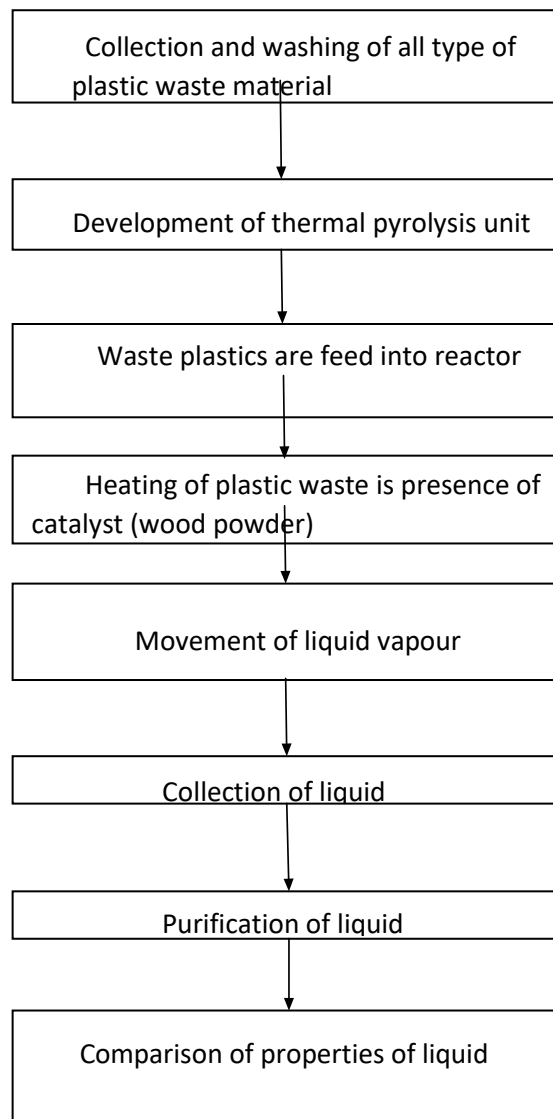 Collection and washing of all type of
plastic waste material
Development of thermal pyrolysis unit
Waste plastics are feed into reactor
Heating of plastic waste is presence of
catalyst (wood powder)
Movement of liquid vapour
Collection of liquid
Purification of liquid
Comparison of properties of liquid